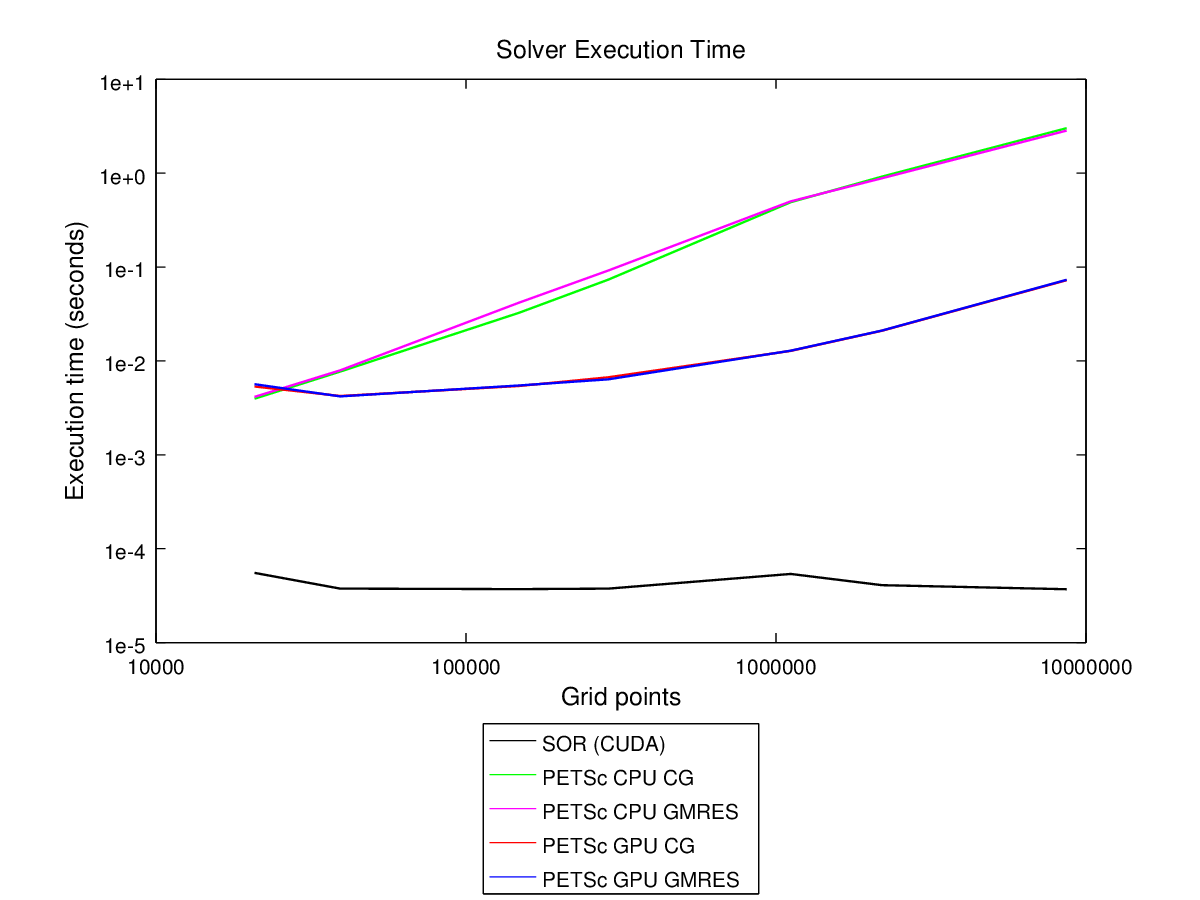 Solver Execution Time
1e+1
1e+0
1e-1
1e-2
1e-3
1e-4
1e-5
Execution time (seconds)
10000 100000 1000000 10000000
Grid points
SOR (CUDA)
PETSc CPU CG
PETSc CPU GMRES
PETSc GPU CG
PETSc GPU GMRES